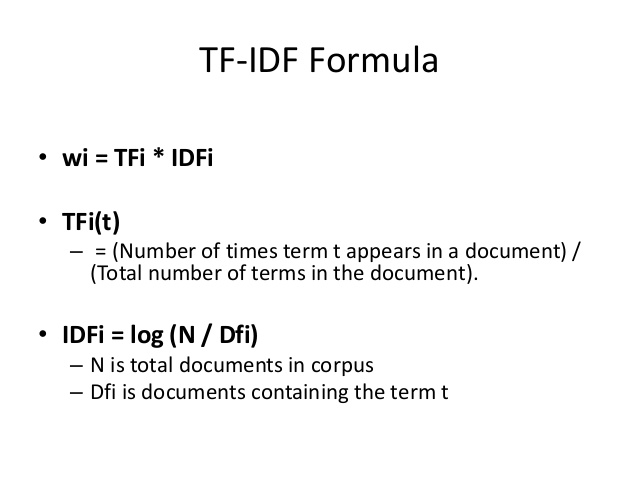 TF-IDF Formula
• wi = TFi * IDFi
• TFi(t)
– = (Number of times term t appears in a document) /
(Total number of terms in the document).
• IDFi = log (N / Dfi)
– N is total documents in corpus
– Dfi is documents containing the term t